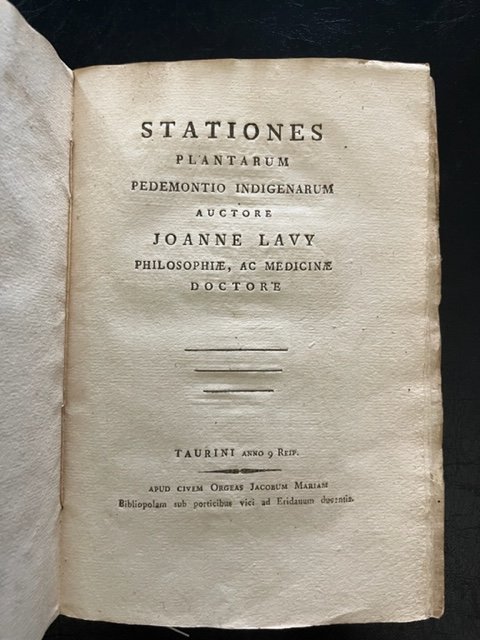 STATIONES
PLANTARUM
PEDEMONTIO INDIGENARUM
AUCTORE
JOANNE LAVY
PHILOSOPHIÆ, AC MEDICINÆ
DOCTORE
TAURINI ANNO 9 REIP.
APUD CIVEM ORGEAS JACOBUM MARIAM
Bibliopolam sub porticibus vici ad Eridanum ducentis.